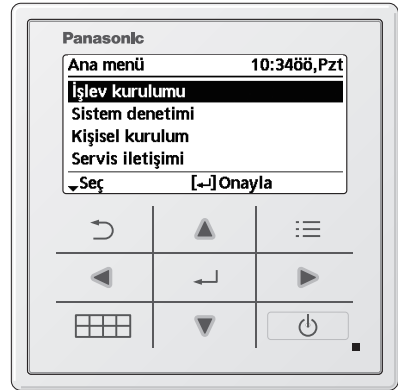 Panasonic
Ana menü 10:34öö,Pzt
İşlev kurulumu
Sistem denetimi
Kişisel kurulum
Servis iletişimi
Seç [↵] Onayla